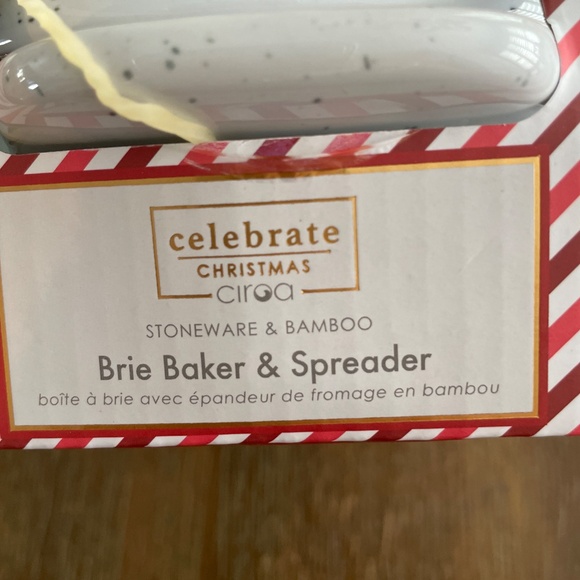 celebrate
CHRISTMAS
ciroa
STONEWARE & BAMBOO
Brie Baker & Spreader
boîte à brie avec épandeur de fromage en bambou